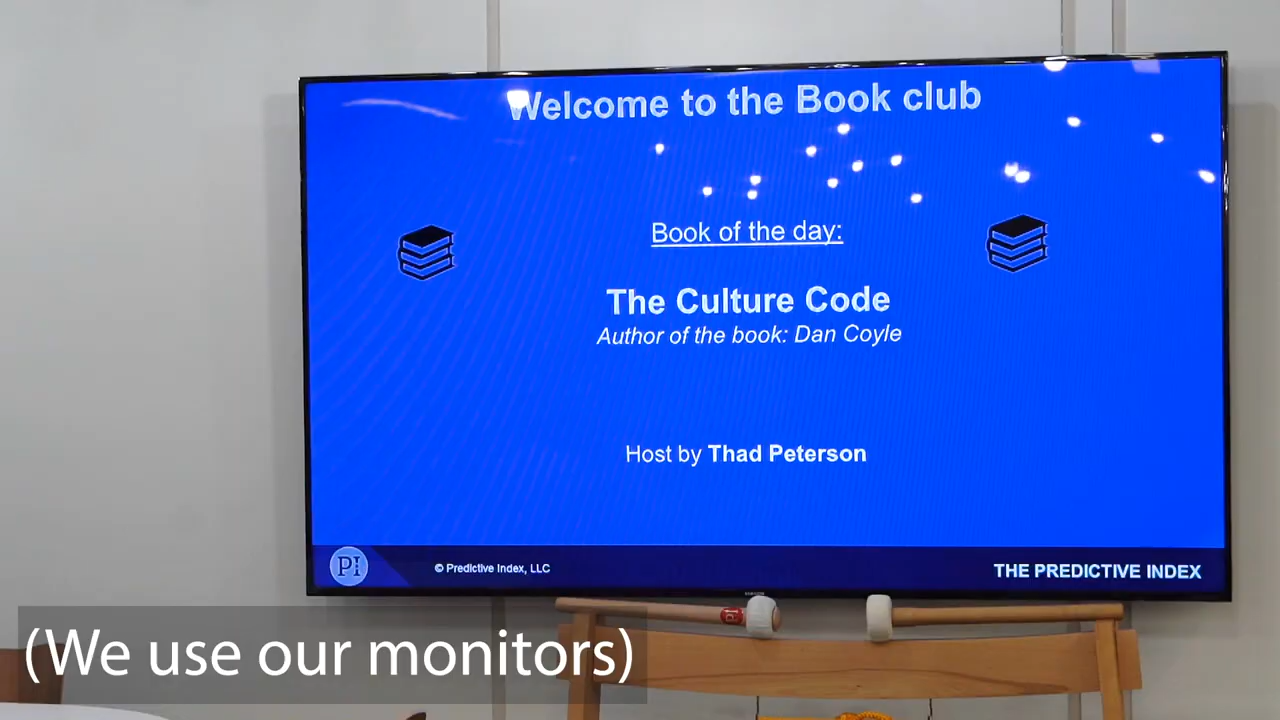 Welcome to the Book club
Book of the day:
The Culture Code
Author of the book: Dan Coyle
Host by Thad Peterson
PI
© Predictive Index, LLC
THE PREDICTIVE INDEX
(We use our monitors)